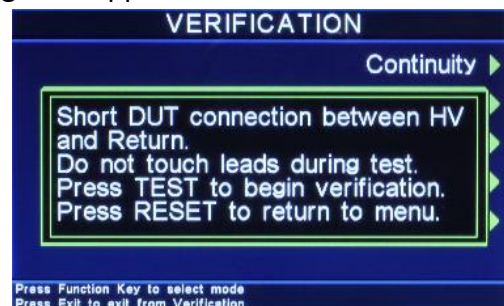 VERIFICATION
Continuity
Short DUT connection between HV
and Return.
Do not touch leads during test.
Press TEST to begin verification.
Press RESET to return to menu.
Press Function Key to select mode
Press Exit to exit from Verification